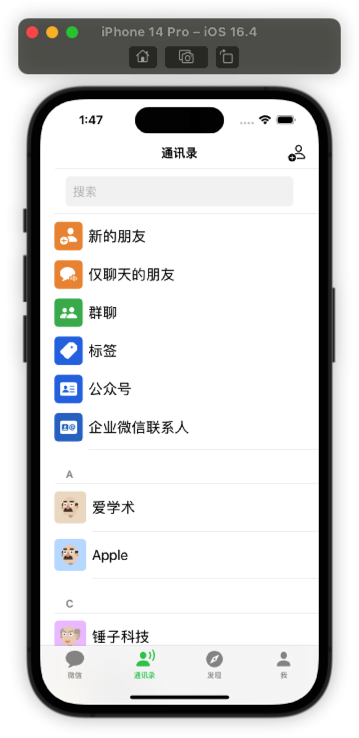 iPhone 14 Pro – iOS 16.4
1:47
通讯录
搜索
新的朋友
仅聊天的朋友
群聊
标签
公众号
企业微信联系人
A
爱学术
Apple
C
锤子科技
微信
通讯录
发现
我